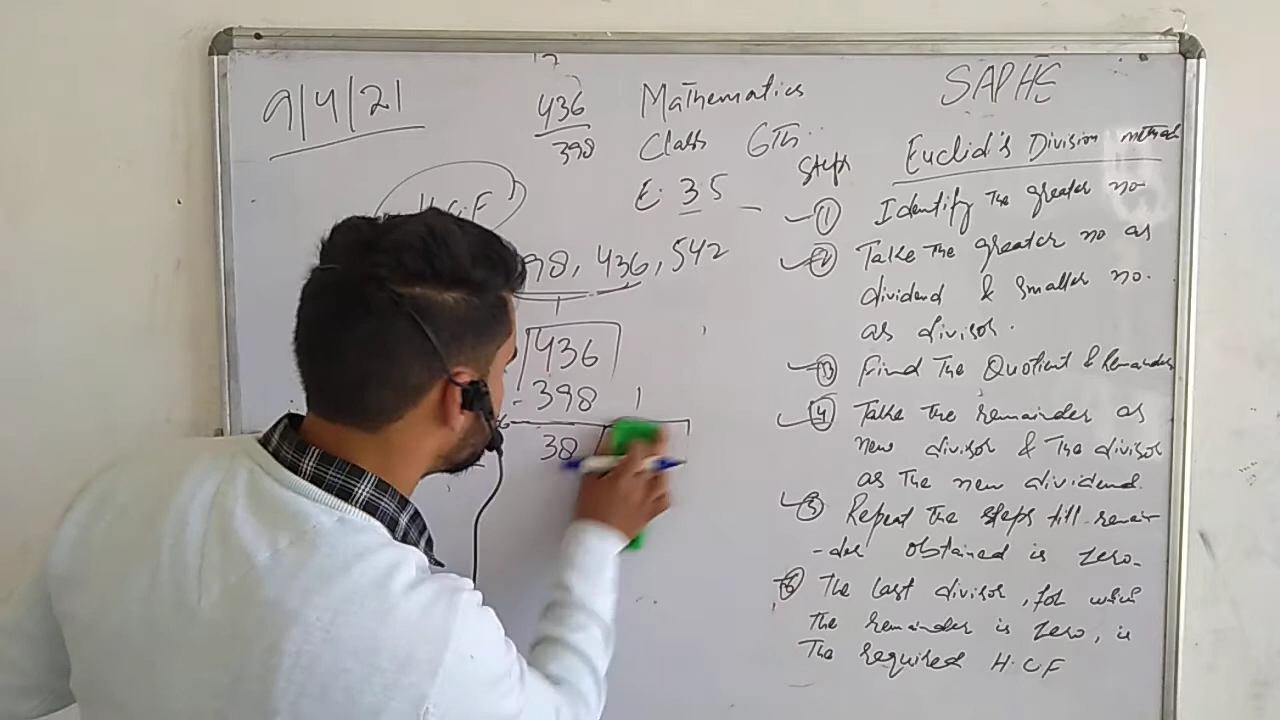 9/4/21
17
436
398
Mathematics
Class 6Th
E. 35
SAPHE
Euclid's Division method
Steps
① Identify The greater no
② Take The greater no as
dividend & smaller no.
as divisor.
③ Find The Quotient & Remainder
④ Take The remainder as
new divisor & The divisor
as The new dividend.
⑤ Repeat The steps till remain
-der obtained is zero.
⑥ The last divisor, for which
The remainder is zero, is
The required H.C.F
H.C.F
98, 436, 542
436
- 398
38
1